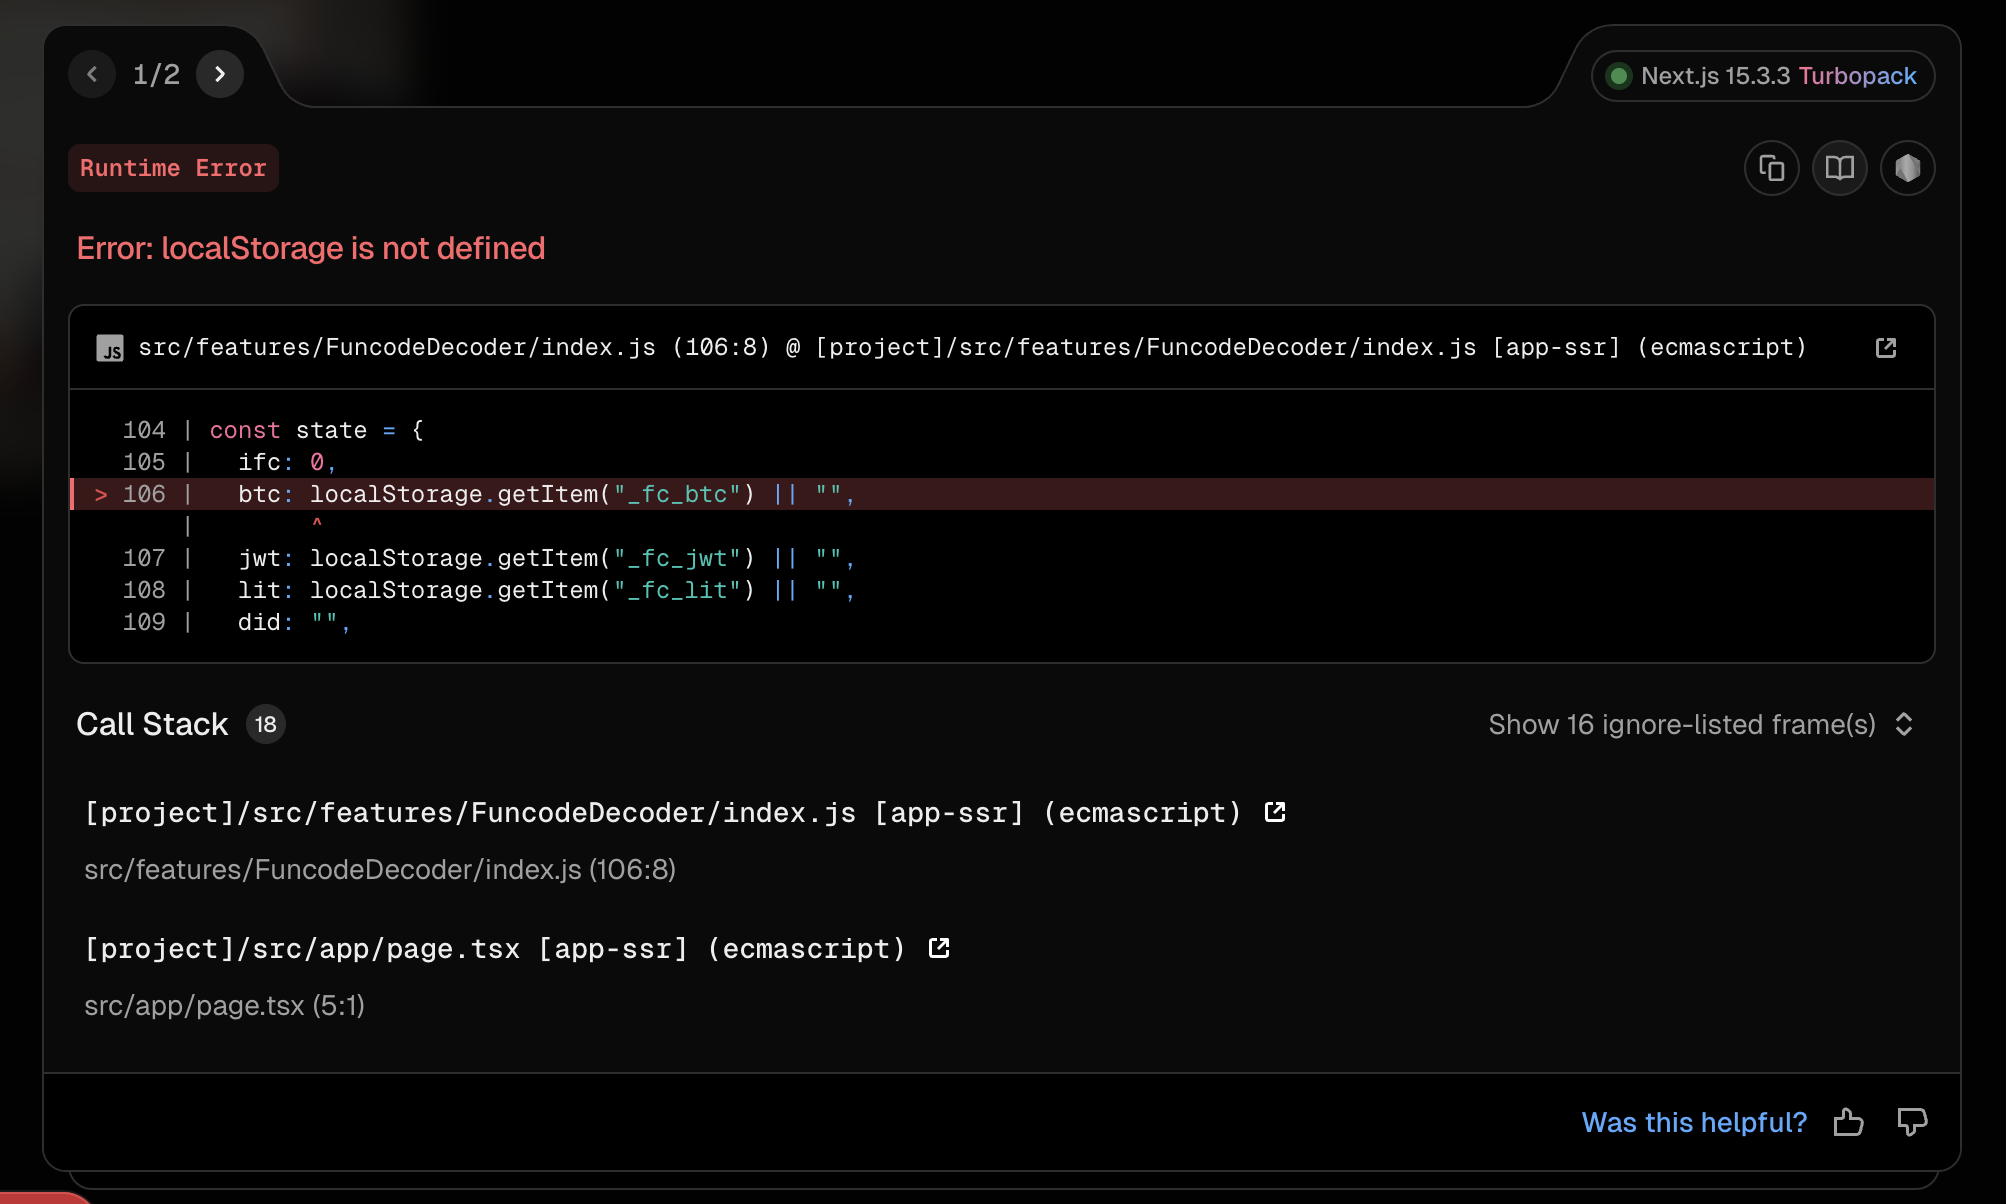 1/2
Next.js 15.3.3 Turbopack
Runtime Error
Error: localStorage is not defined
JS src/features/FuncodeDecoder/index.js (106:8) @ [project]/src/features/FuncodeDecoder/index.js [app-ssr] (ecmascript)
104 | const state = {
105 |   ifc: 0,
> 106 |   btc: localStorage.getItem("_fc_btc") || "",
|        ^
107 |   jwt: localStorage.getItem("_fc_jwt") || "",
108 |   lit: localStorage.getItem("_fc_lit") || "",
109 |   did: "",
Call Stack 18
Show 16 ignore-listed frame(s)
[project]/src/features/FuncodeDecoder/index.js [app-ssr] (ecmascript)
src/features/FuncodeDecoder/index.js (106:8)
[project]/src/app/page.tsx [app-ssr] (ecmascript)
src/app/page.tsx (5:1)
Was this helpful?